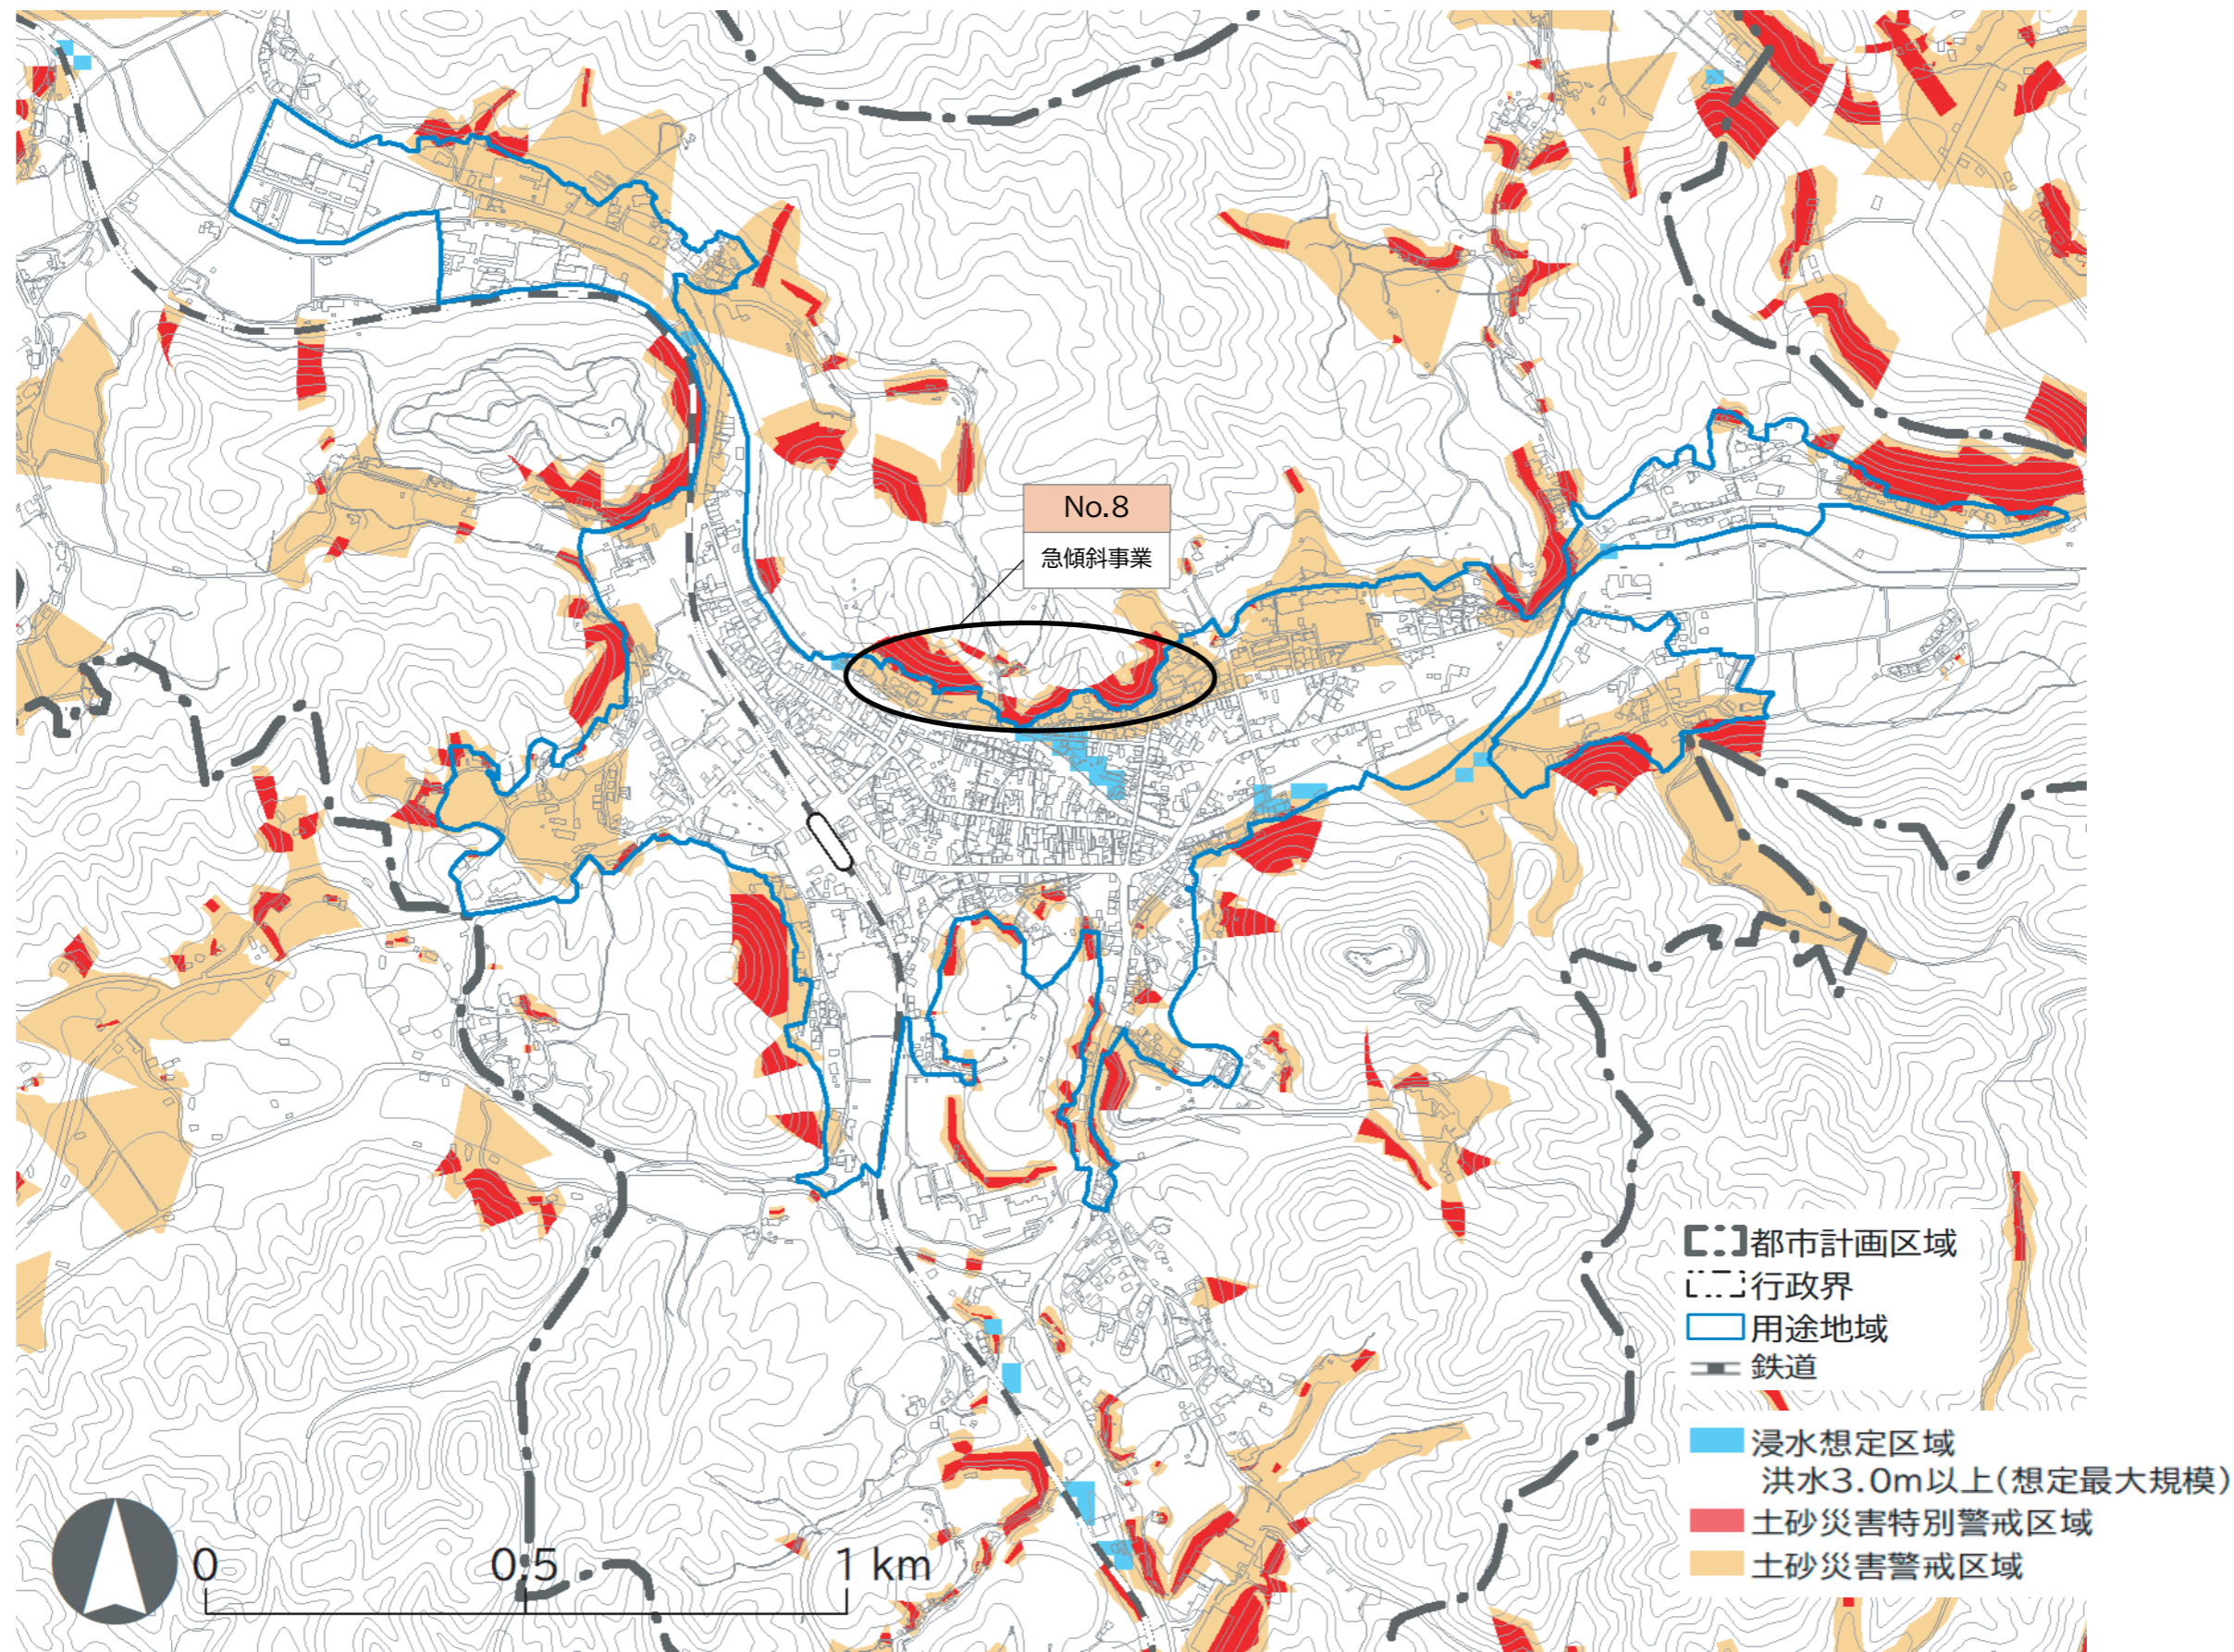 No.8
急傾斜事業
都市計画区域
行政界
用途地域
鉄道
浸水想定区域
洪水3.0m以上(想定最大規模)
土砂災害特別警戒区域
土砂災害警戒区域
0 0.5 1 km